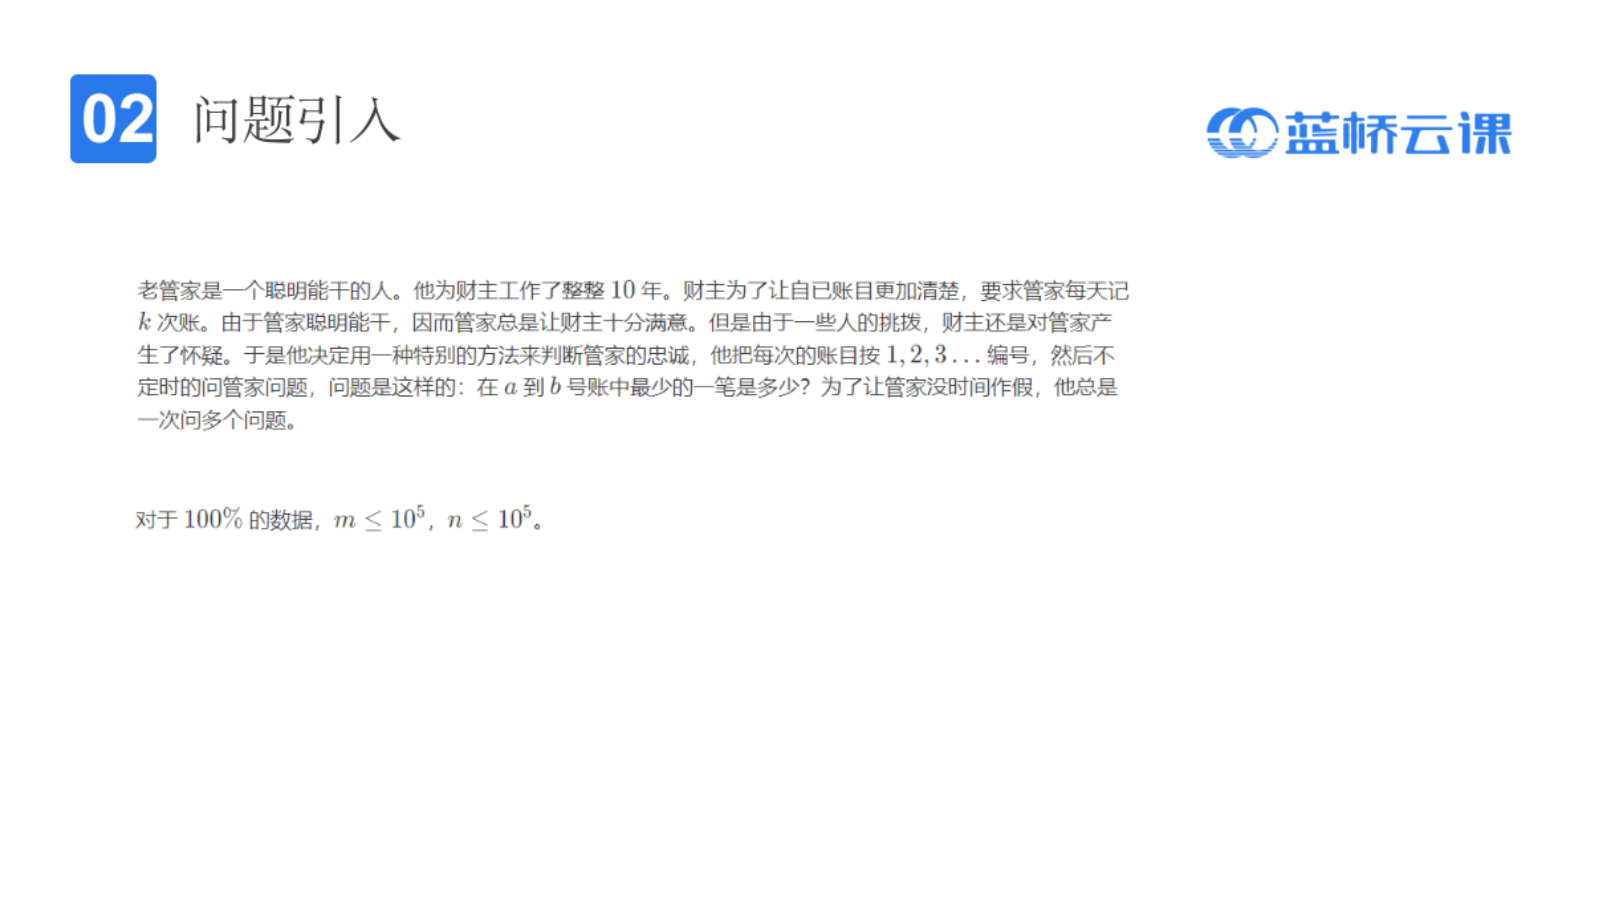 02 问题引入
蓝桥云课
老管家是一个聪明能干的人。他为财主工作了整整 10 年。财主为了让自已账目更加清楚，要求管家每天记
k 次账。由于管家聪明能干，因而管家总是让财主十分满意。但是由于一些人的挑拨，财主还是对管家产
生了怀疑。于是他决定用一种特别的方法来判断管家的忠诚，他把每次的账目按 1, 2, 3 . . . 编号，然后不
定时的问管家问题，问题是这样的：在 a 到 b 号账中最少的一笔是多少？为了让管家没时间作假，他总是
一次问多个问题。
对于 100% 的数据，m ≤ 10⁵，n ≤ 10⁵。